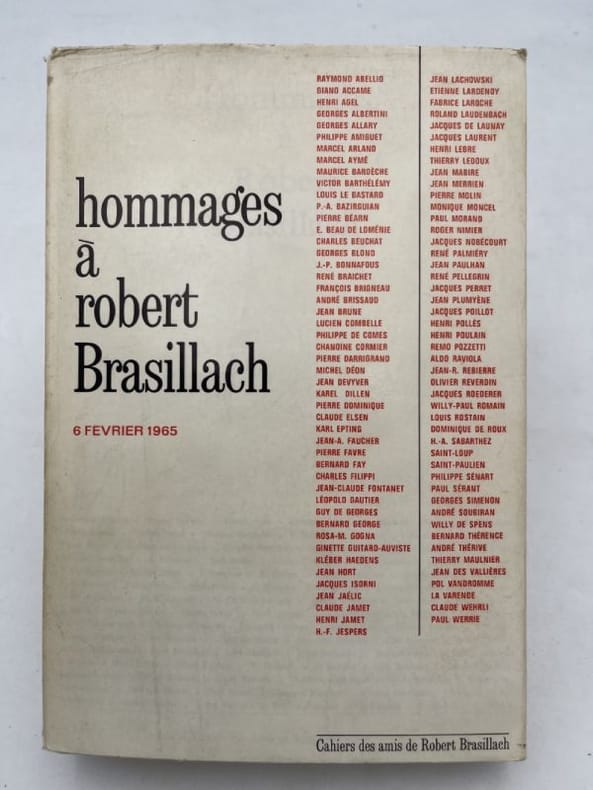 hommages
à
robert
Brasillach
6 FEVRIER 1965
RAYMOND ABELLIO
GIANO ACCAME
HENRI AGEL
GEORGES ALBERTINI
GEORGES ALLARY
PHILIPPE AMIGUET
MARCEL ARLAND
MARCEL AYMÉ
MAURICE BARDÈCHE
VICTOR BARTHÉLÉMY
LOUIS LE BASTARD
P.-A. BAZIRGUIAN
PIERRE BÉARN
E. BEAU DE LOMÉNIE
CHARLES BEUCHAT
GEORGES BLOND
J.-P. BONNAFOUS
RENÉ BRAICHET
FRANÇOIS BRIGNEAU
ANDRÉ BRISSAUD
JEAN BRUNE
LUCIEN COMBELLE
PHILIPPE DE COMES
CHANOINE CORMIER
PIERRE DARRIGRAND
MICHEL DÉON
JEAN DEVYVER
KAREL DILLEN
PIERRE DOMINIQUE
CLAUDE ELSEN
KARL EPTING
JEAN-A. FAUCHER
PIERRE FAVRE
BERNARD FAY
CHARLES FILIPPI
JEAN-CLAUDE FONTANET
LÉOPOLD GAUTIER
GUY DE GEORGES
BERNARD GEORGE
ROSA-M. GOGNA
GINETTE GUITARD-AUVISTE
KLÉBER HAEDENS
JEAN HORT
JACQUES ISORNI
JEAN JAÉLIC
CLAUDE JAMET
HENRI JAMET
H.-F. JESPERS
JEAN LACHOWSKI
ETIENNE LARDENOY
FABRICE LAROCHE
ROLAND LAUDENBACH
JACQUES DE LAUNAY
JACQUES LAURENT
HENRI LEBRE
THIERRY LEDOUX
JEAN MABIRE
JEAN MERRIEN
PIERRE MOLIN
MONIQUE MONCEL
PAUL MORAND
ROGER NIMIER
JACQUES NOBÉCOURT
RENÉ PALMIÉRY
JEAN PAULHAN
RENÉ PELLEGRIN
JACQUES PERRET
JEAN PLUMYÈNE
JACQUES POILLOT
HENRI POLLÈS
HENRI POULAIN
REMO POZZETTI
ALDO RAVIOLA
JEAN-R. REBIERRE
OLIVIER REVERDIN
JACQUES ROEDERER
WILLY-PAUL ROMAIN
LOUIS ROSTAIN
DOMINIQUE DE ROUX
H.-A. SABARTHEZ
SAINT-LOUP
SAINT-PAULIEN
PHILIPPE SÉNART
PAUL SÉRANT
GEORGES SIMENON
ANDRÉ SOUBIRAN
WILLY DE SPENS
BERNARD THÉRENCE
ANDRÉ THÉRIVE
THIERRY MAULNIER
JEAN DES VALLIÈRES
POL VANDROMME
LA VARENDE
CLAUDE WEHRLI
PAUL WERRIE
Cahiers des amis de Robert Brasillach